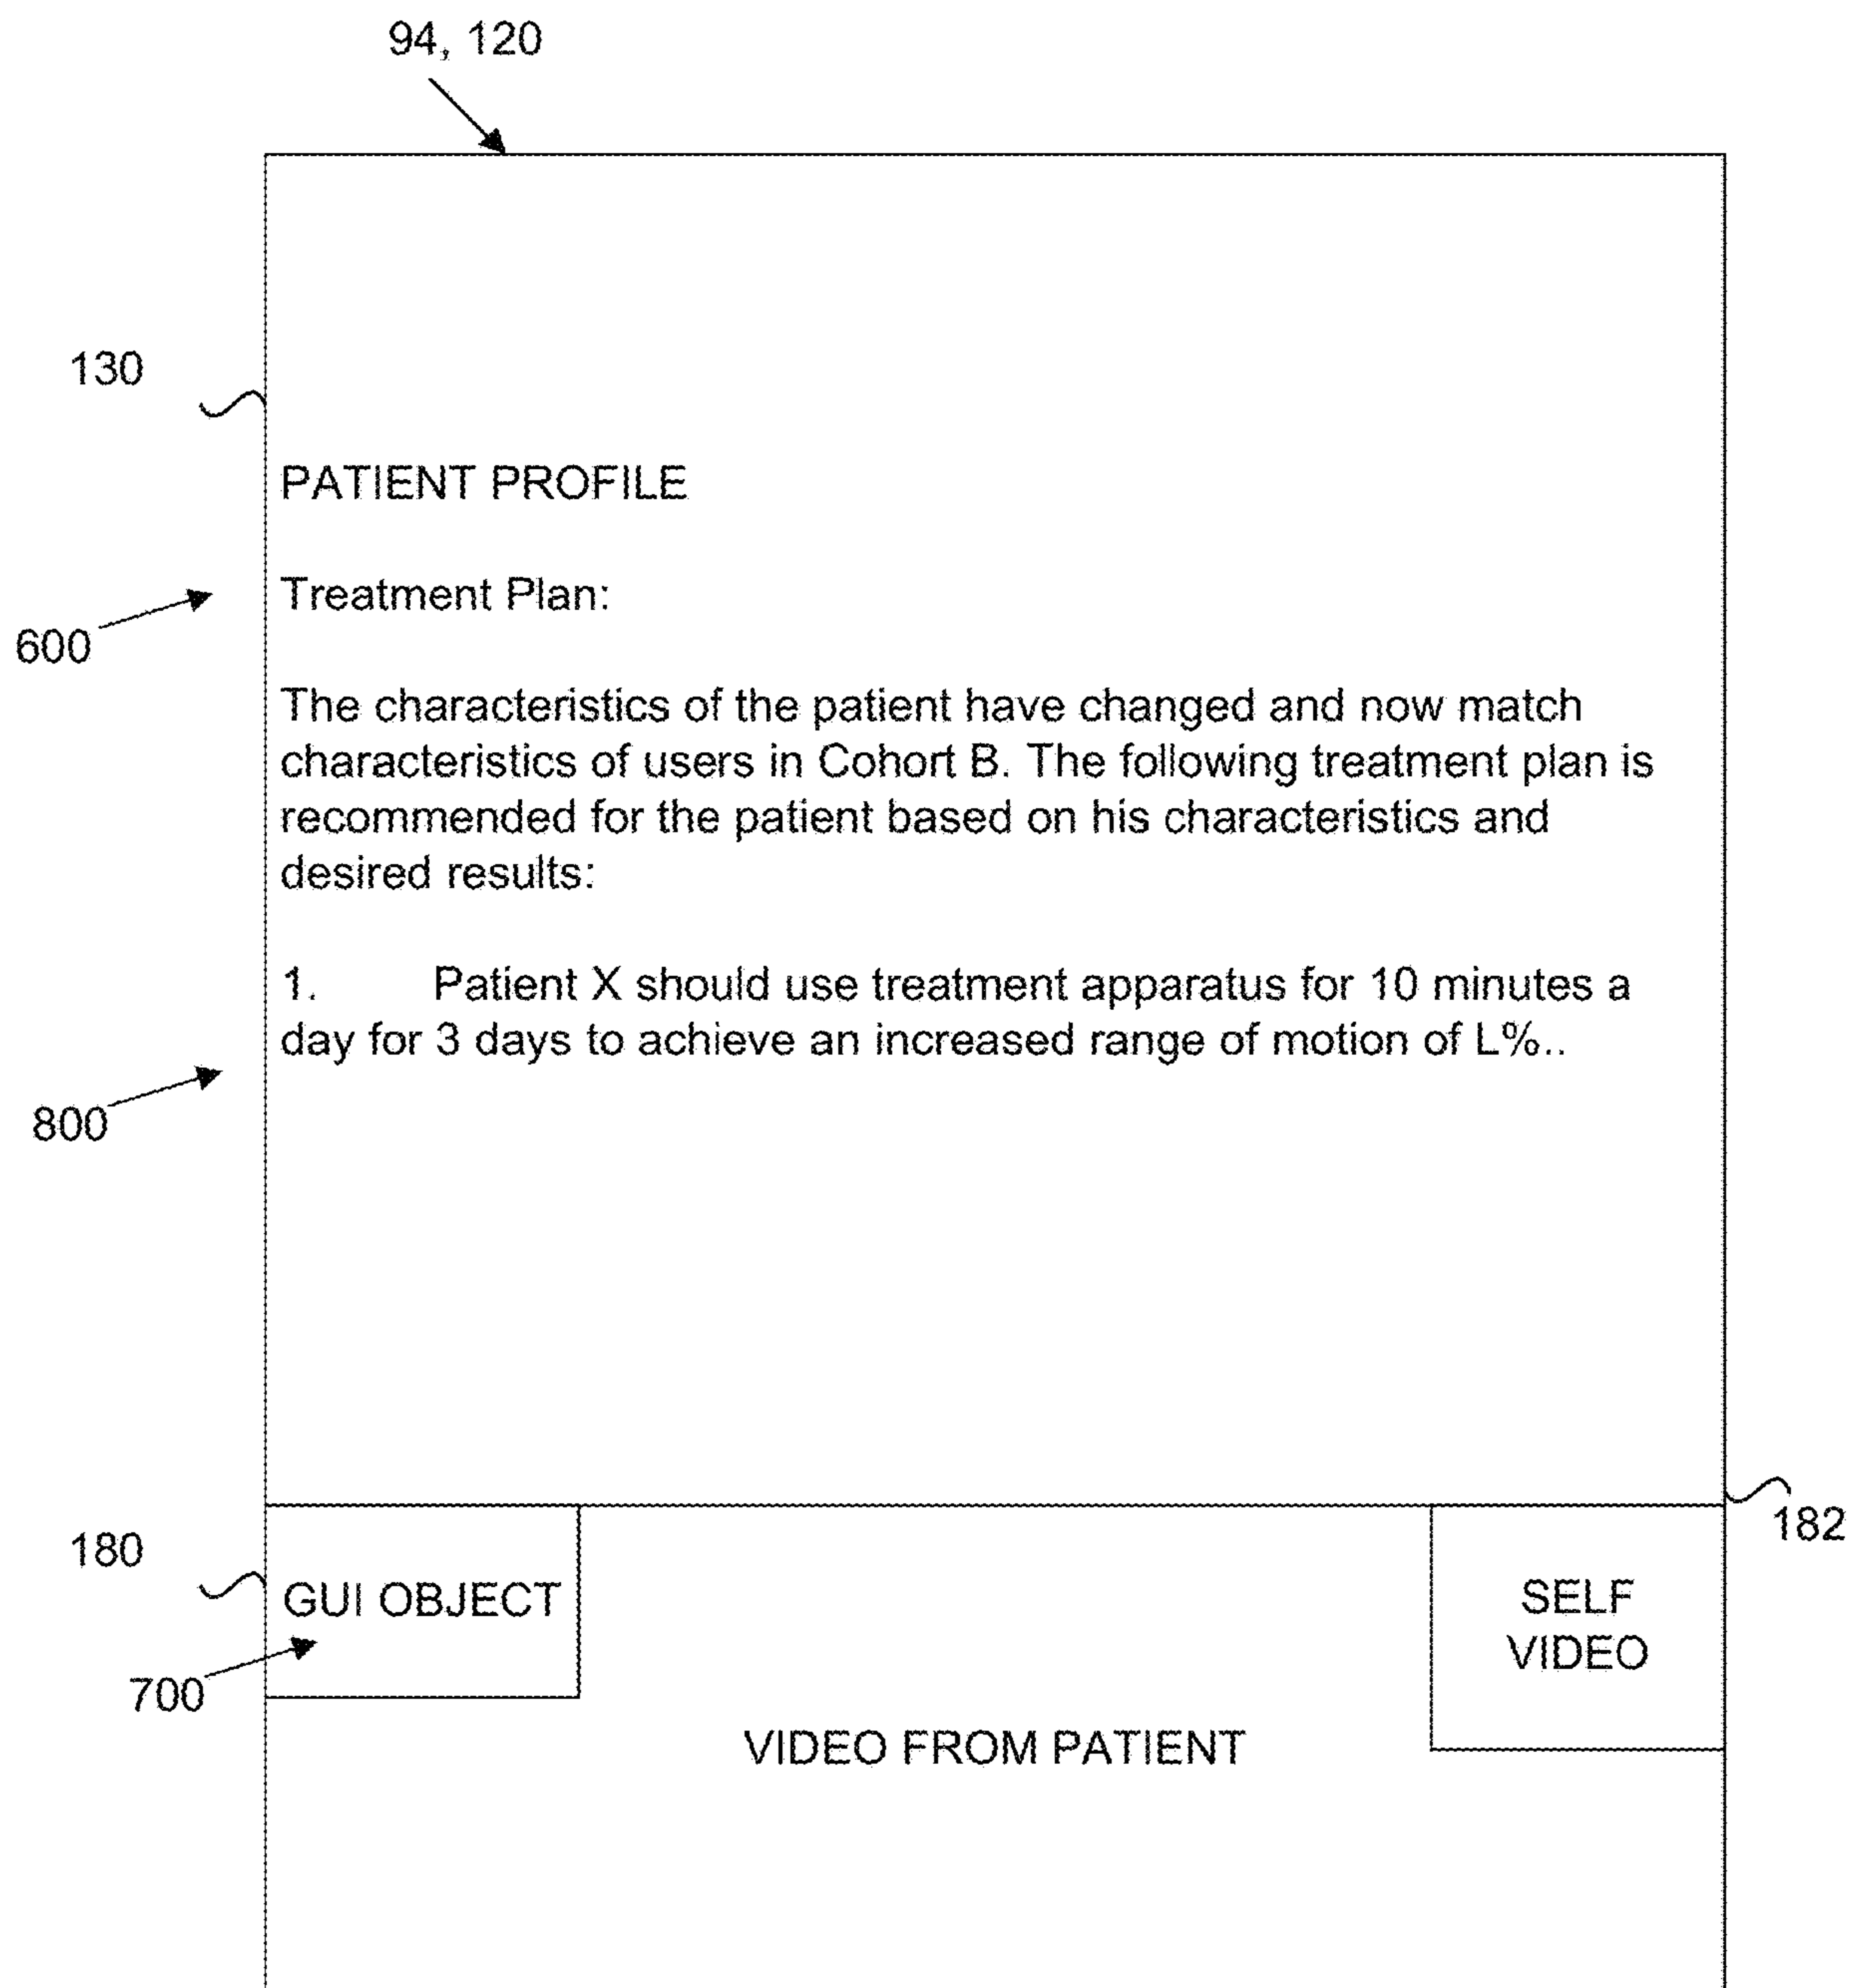 94, 120
130
PATIENT PROFILE
Treatment Plan:
600
The characteristics of the patient have changed and now match
characteristics of users in Cohort B. The following treatment plan is
recommended for the patient based on his characteristics and
desired results:
1. Patient X should use treatment apparatus for 10 minutes a
day for 3 days to achieve an increased range of motion of L%..
800
182
180
GUI OBJECT
SELF
VIDEO
700
VIDEO FROM PATIENT